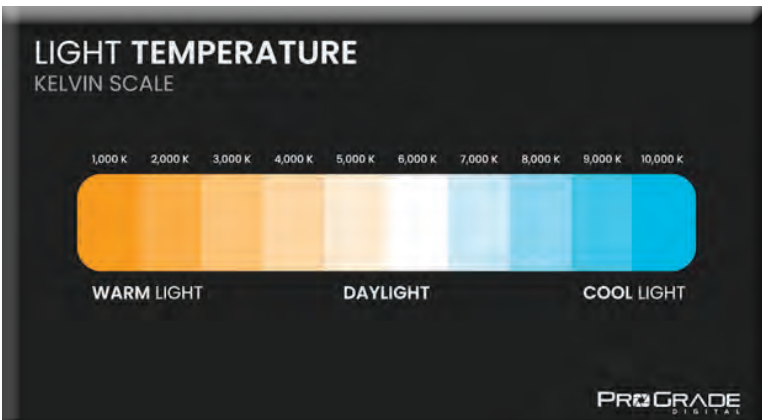 LIGHT TEMPERATURE
KELVIN SCALE
1,000 K 2,000 K 3,000 K 4,000 K 5,000 K 6,000 K 7,000 K 8,000 K 9,000 K 10,000 K
WARM LIGHT DAYLIGHT COOL LIGHT
PROGRADE
DIGITAL